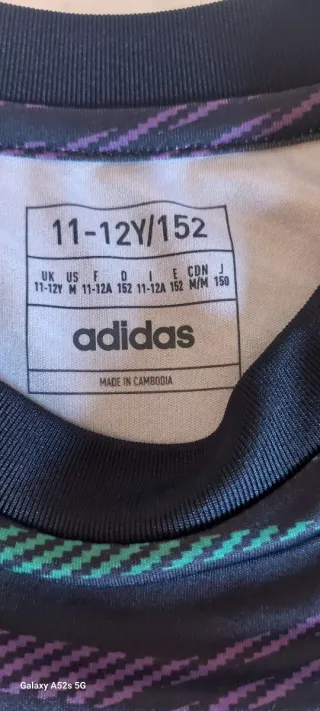 11-12Y/152
UK US F D I E CDN J
11-12Y M 11-12A 152 11-12A 152 M/M 150
adidas
MADE IN CAMBODIA
Galaxy A52s 5G